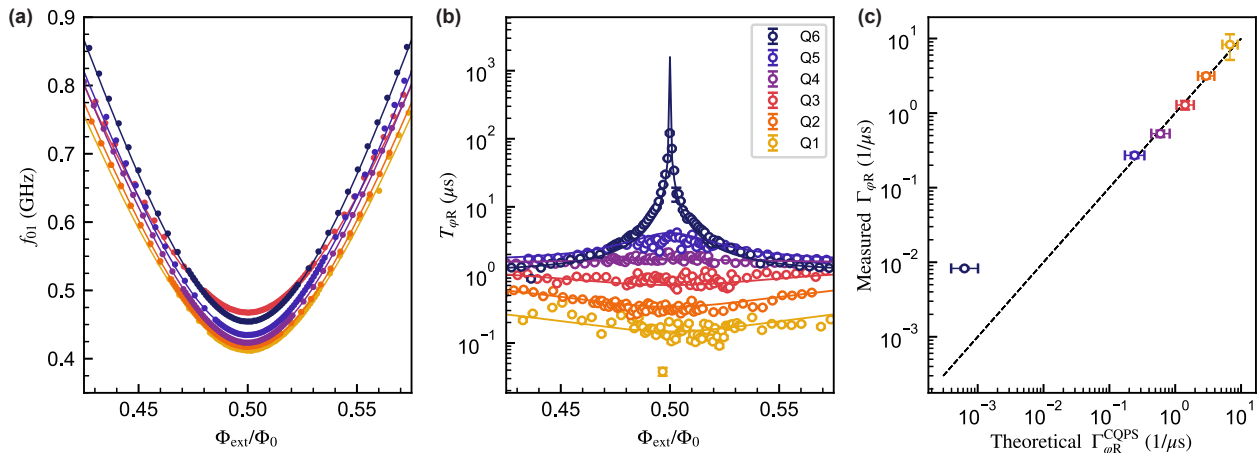 (a)
0.9
0.8
0.7
0.6
0.5
0.4
f01 (GHz)
0.45
0.50
0.55
Φext/Φ0
(b)
10³
10²
10¹
10⁰
10⁻¹
TφR (μs)
Q6
Q5
Q4
Q3
Q2
Q1
0.45
0.50
0.55
Φext/Φ0
(c)
10¹
10⁰
10⁻¹
10⁻²
10⁻³
Measured ΓφR (1/μs)
10⁻³
10⁻²
10⁻¹
10⁰
10¹
Theoretical ΓφR^CQPS (1/μs)